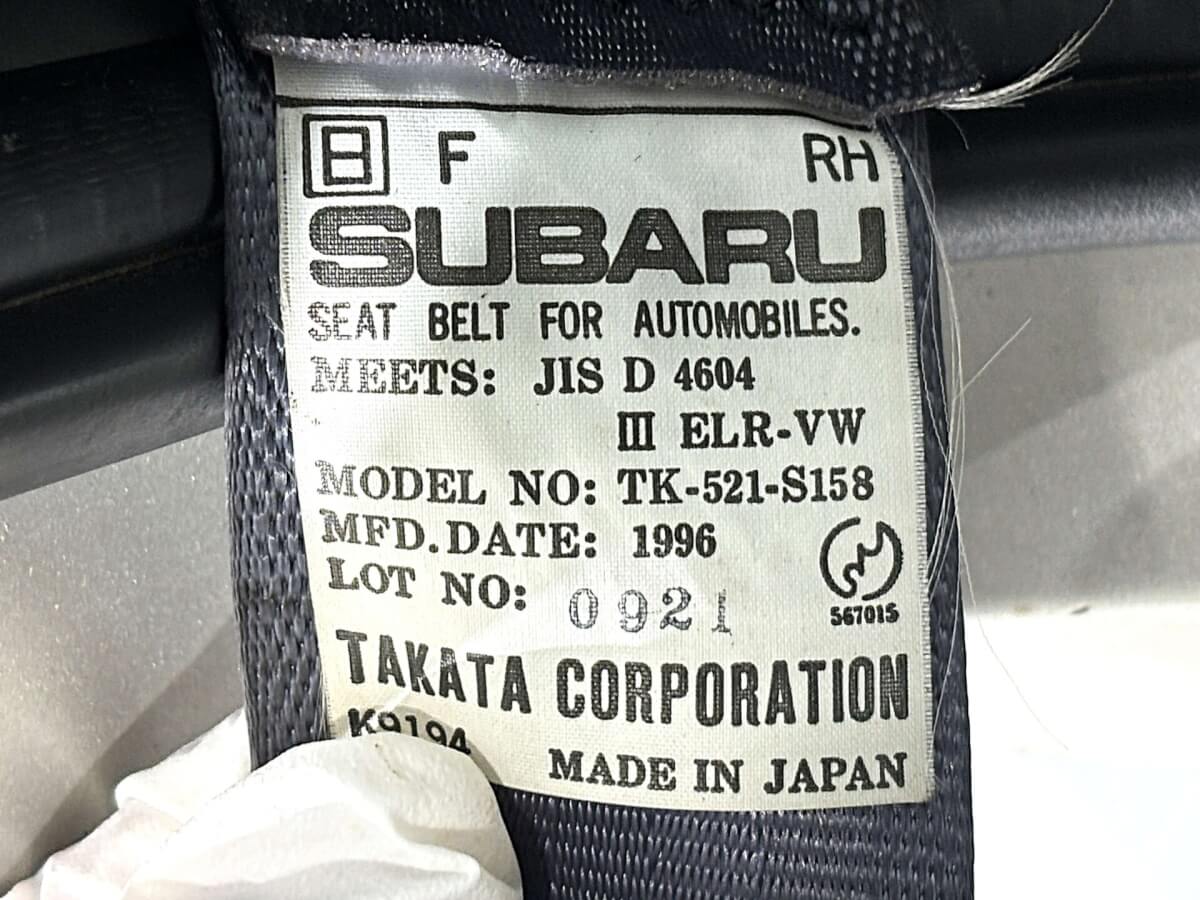 日 F RH
SUBARU
SEAT BELT FOR AUTOMOBILES.
MEETS: JIS D 4604
III ELR-VW
MODEL NO: TK-521-S158
MFD.DATE: 1996
LOT NO: 0921
567015
TAKATA CORPORATION
K9194
MADE IN JAPAN